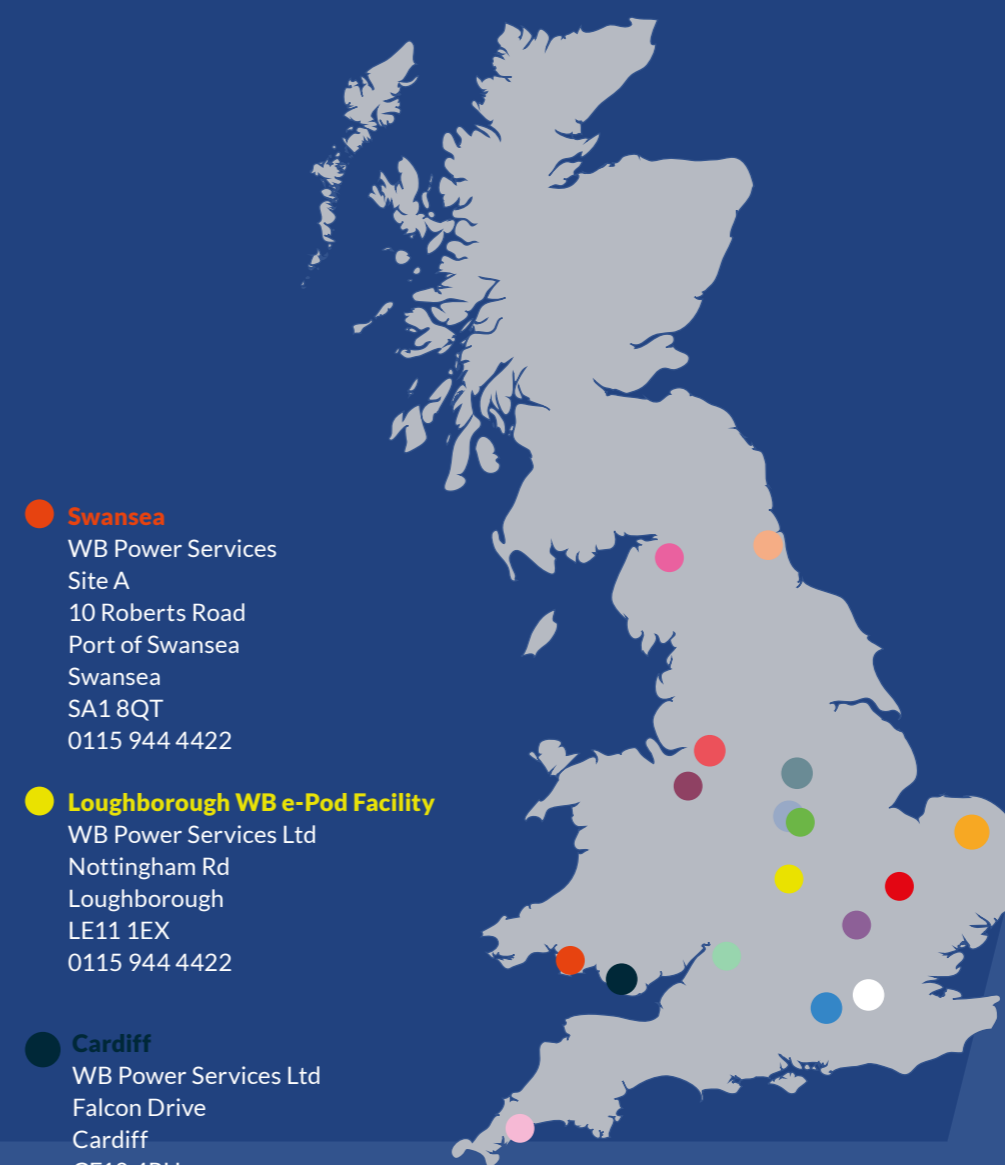 Swansea
WB Power Services
Site A
10 Roberts Road
Port of Swansea
Swansea
SA1 8QT
0115 944 4422
Loughborough WB e-Pod Facility
WB Power Services Ltd
Nottingham Rd
Loughborough
LE11 1EX
0115 944 4422
Cardiff
WB Power Services Ltd
Falcon Drive
Cardiff